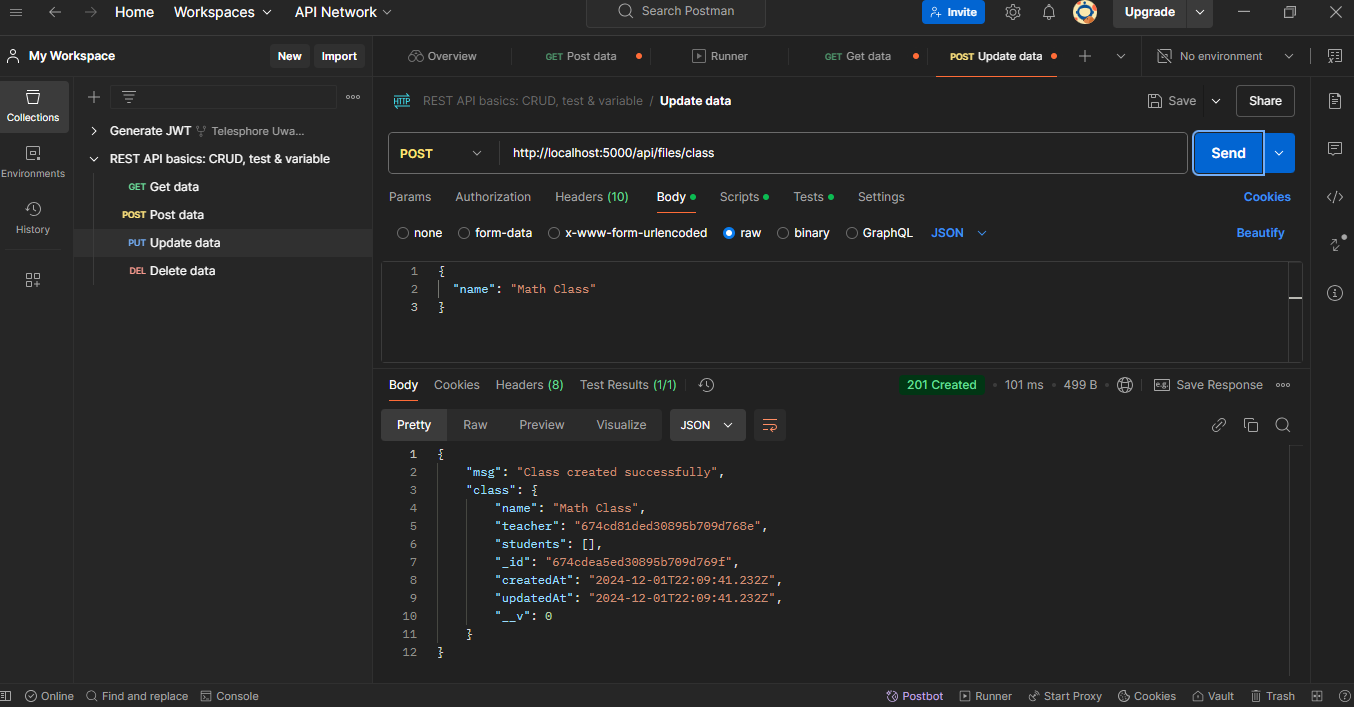 Home Workspaces API Network Search Postman Invite Upgrade
My Workspace New Import Overview GET Post data Runner GET Get data POST Update data No environment
Collections
Environments
History
Generate JWT Telesphore Uwa...
REST API basics: CRUD, test & variable
GET Get data
POST Post data
PUT Update data
DEL Delete data
HTTP REST API basics: CRUD, test & variable / Update data Save Share
POST http://localhost:5000/api/files/class Send
Params Authorization Headers (10) Body Scripts Tests Settings Cookies
none form-data x-www-form-urlencoded raw binary GraphQL JSON Beautify
1 {
2 "name": "Math Class"
3 }
Body Cookies Headers (8) Test Results (1/1) 201 Created 101 ms 499 B e.g. Save Response
Pretty Raw Preview Visualize JSON
1 {
2 "msg": "Class created successfully",
3 "class": {
4 "name": "Math Class",
5 "teacher": "674cd81ded30895b709d768e",
6 "students": [],
7 "_id": "674cdea5ed30895b709d769f",
8 "createdAt": "2024-12-01T22:09:41.232Z",
9 "updatedAt": "2024-12-01T22:09:41.232Z",
10 "__v": 0
11 }
12 }
Online Find and replace Console Postbot Runner Start Proxy Cookies Vault Trash